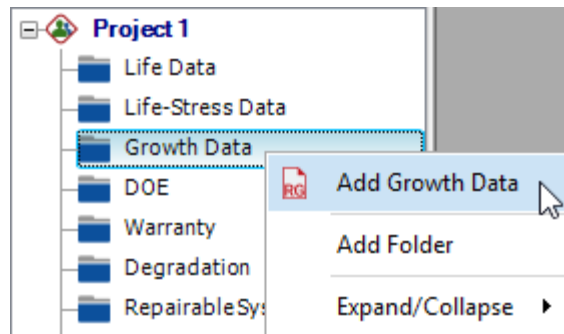 Project 1
Life Data
Life-Stress Data
Growth Data
RG Add Growth Data
DOE
Warranty
Add Folder
Degradation
RepairableSy
Expand/Collapse